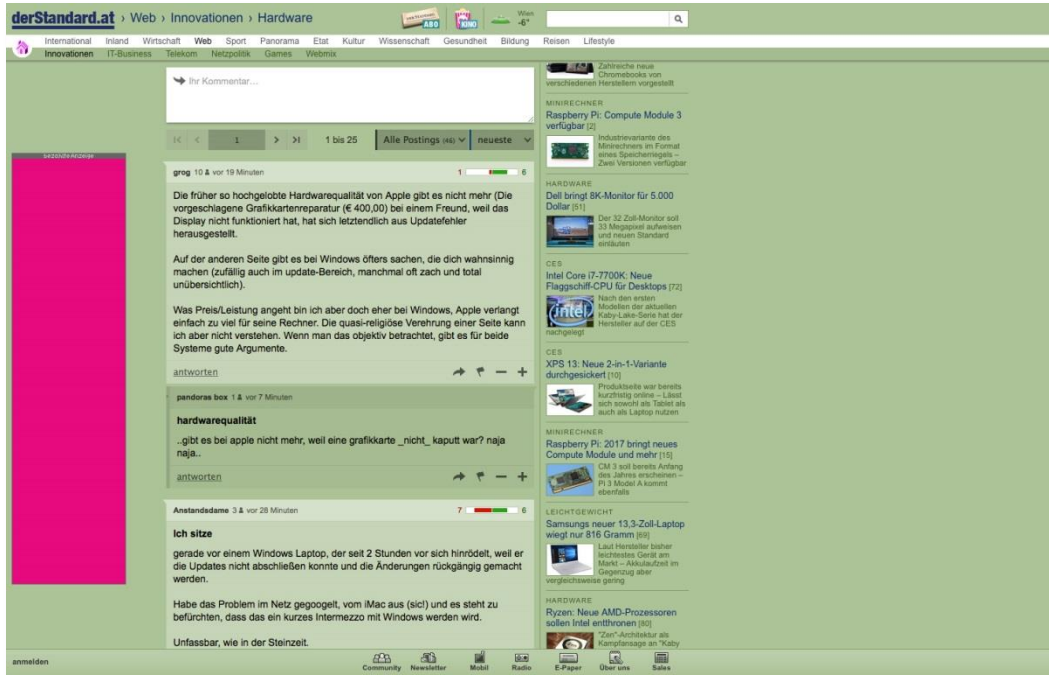 derStandard.at › Web › Innovationen › Hardware
ABO
KINO
Wien
-6°
International Inland Wirtschaft Web Sport Panorama Etat Kultur Wissenschaft Gesundheit Bildung Reisen Lifestyle
Innovationen IT-Business Telekom Netzpolitik Games Webmix
Ihr Kommentar...
1 1 bis 25 Alle Postings (46) neueste
Bezahlte Anzeige
grog 10 vor 19 Minuten 1 6
Die früher so hochgelobte Hardwarequalität von Apple gibt es nicht mehr (Die
vorgeschlagene Grafikkartenreparatur (€ 400,00) bei einem Freund, weil das
Display nicht funktioniert hat, hat sich letztendlich aus Updatefehler
herausgestellt.
Auf der anderen Seite gibt es bei Windows öfters sachen, die dich wahnsinnig
machen (zufällig auch im update-Bereich, manchmal oft zach und total
unübersichtlich).
Was Preis/Leistung angeht bin ich aber doch eher bei Windows, Apple verlangt
einfach zu viel für seine Rechner. Die quasi-religiöse Verehrung einer Seite kann
ich aber nicht verstehen. Wenn man das objektiv betrachtet, gibt es für beide
Systeme gute Argumente.
antworten
pandoras box 1 vor 7 Minuten
hardwarequalität
..gibt es bei apple nicht mehr, weil eine grafikkarte _nicht_ kaputt war? naja
naja..
antworten
Anstandsdame 3 vor 28 Minuten 7 6
Ich sitze
gerade vor einem Windows Laptop, der seit 2 Stunden vor sich hinrödelt, weil er
die Updates nicht abschließen konnte und die Änderungen rückgängig gemacht
werden.
Habe das Problem im Netz gegoogelt, vom iMac aus (sic!) und es steht zu
befürchten, dass das ein kurzes Intermezzo mit Windows werden wird.
Unfassbar, wie in der Steinzeit.
Zahlreiche neue
Chromebooks von
verschiedenen Herstellern vorgestellt
MINIRECHNER
Raspberry Pi: Compute Module 3
verfügbar [2]
Industrievariante des
Minirechners im Format
eines Speicherriegels –
Zwei Versionen verfügbar
HARDWARE
Dell bringt 8K-Monitor für 5.000
Dollar [51]
Der 32 Zoll-Monitor soll
33 Megapixel aufweisen
und neuen Standard
einläuten
CES
Intel Core i7-7700K: Neue
Flaggschiff-CPU für Desktops [72]
Nach den ersten
Modellen der aktuellen
Kaby-Lake-Serie hat der
Hersteller auf der CES
nachgelegt
intel
CES
XPS 13: Neue 2-in-1-Variante
durchgesickert [10]
Produktseite war bereits
kurzfristig online – Lässt
sich sowohl als Tablet als
auch als Laptop nutzen
MINIRECHNER
Raspberry Pi: 2017 bringt neues
Compute Module und mehr [15]
CM 3 soll bereits Anfang
des Jahres erscheinen –
Pi 3 Model A kommt
ebenfalls
LEICHTGEWICHT
Samsungs neuer 13,3-Zoll-Laptop
wiegt nur 816 Gramm [69]
Laut Hersteller bisher
leichtestes Gerät am
Markt – Akkulaufzeit im
Gegenzug aber
vergleichsweise gering
HARDWARE
Ryzen: Neue AMD-Prozessoren
sollen Intel entthronen [80]
"Zen"-Architektur als
Kampfansage an "Kaby
anmelden
Community Newsletter Mobil Radio E-Paper Über uns Sales